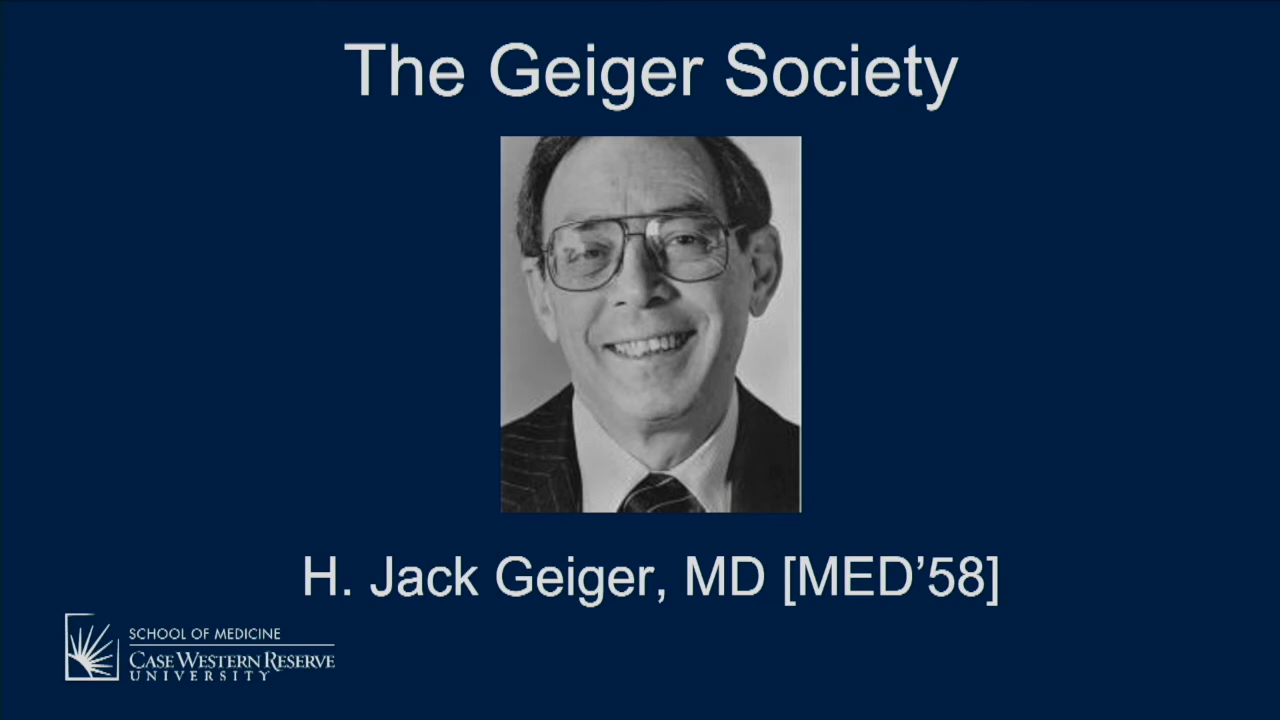 The Geiger Society
H. Jack Geiger, MD [MED’58]
SCHOOL OF MEDICINE
CASE WESTERN RESERVE
UNIVERSITY